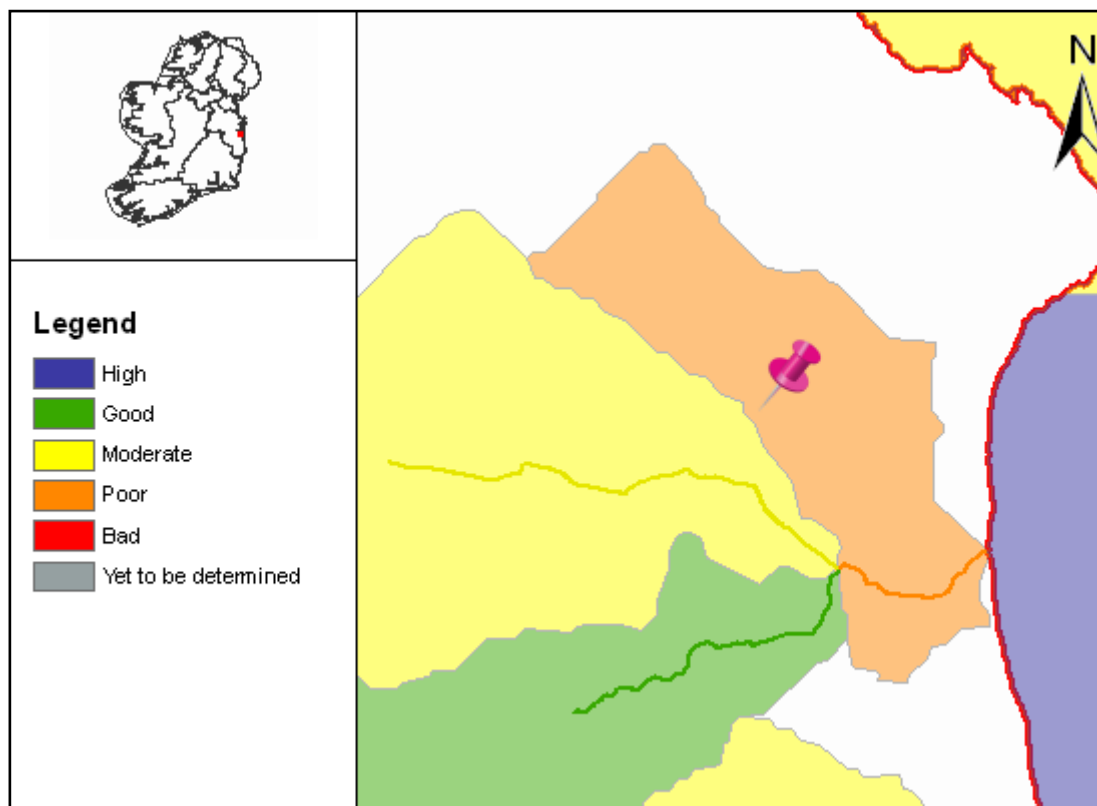 N
Legend
High
Good
Moderate
Poor
Bad
Yet to be determined